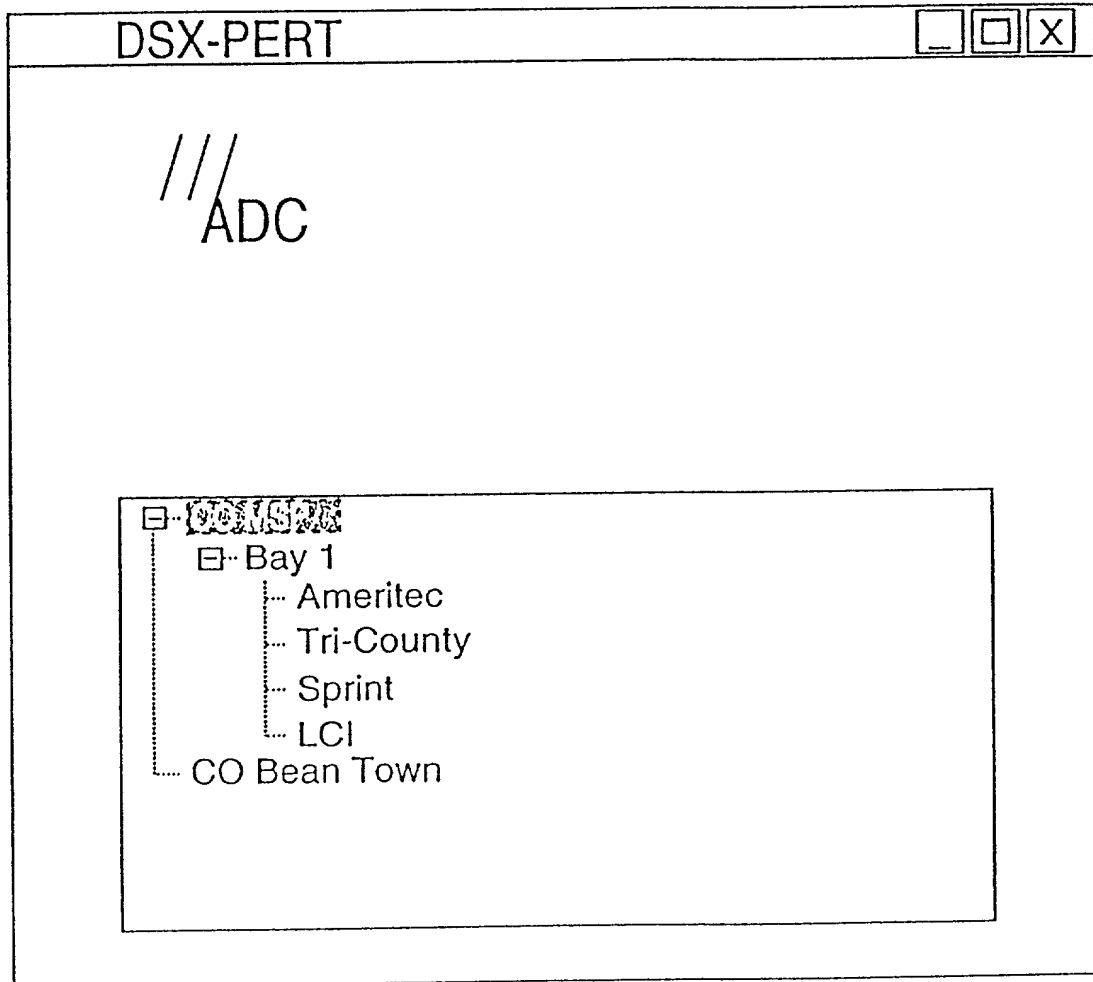 DSX-PERT
ADC
Bay 1
Ameritec
Tri-County
Sprint
LCI
CO Bean Town